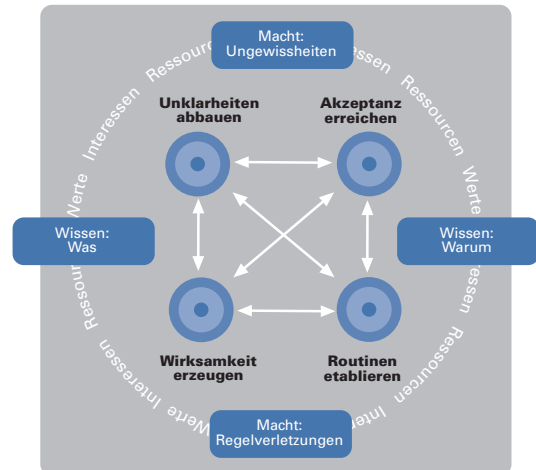 Macht:
Ungewissheiten
Werte Interessen
Ressourcen Werte
Unklarheiten
abbauen
Akzeptanz
erreichen
Wissen:
Was
Wissen:
Warum
Wirksamkeit
erzeugen
Routinen
etablieren
Werte Interessen
Ressourcen
Macht:
Regelverletzungen